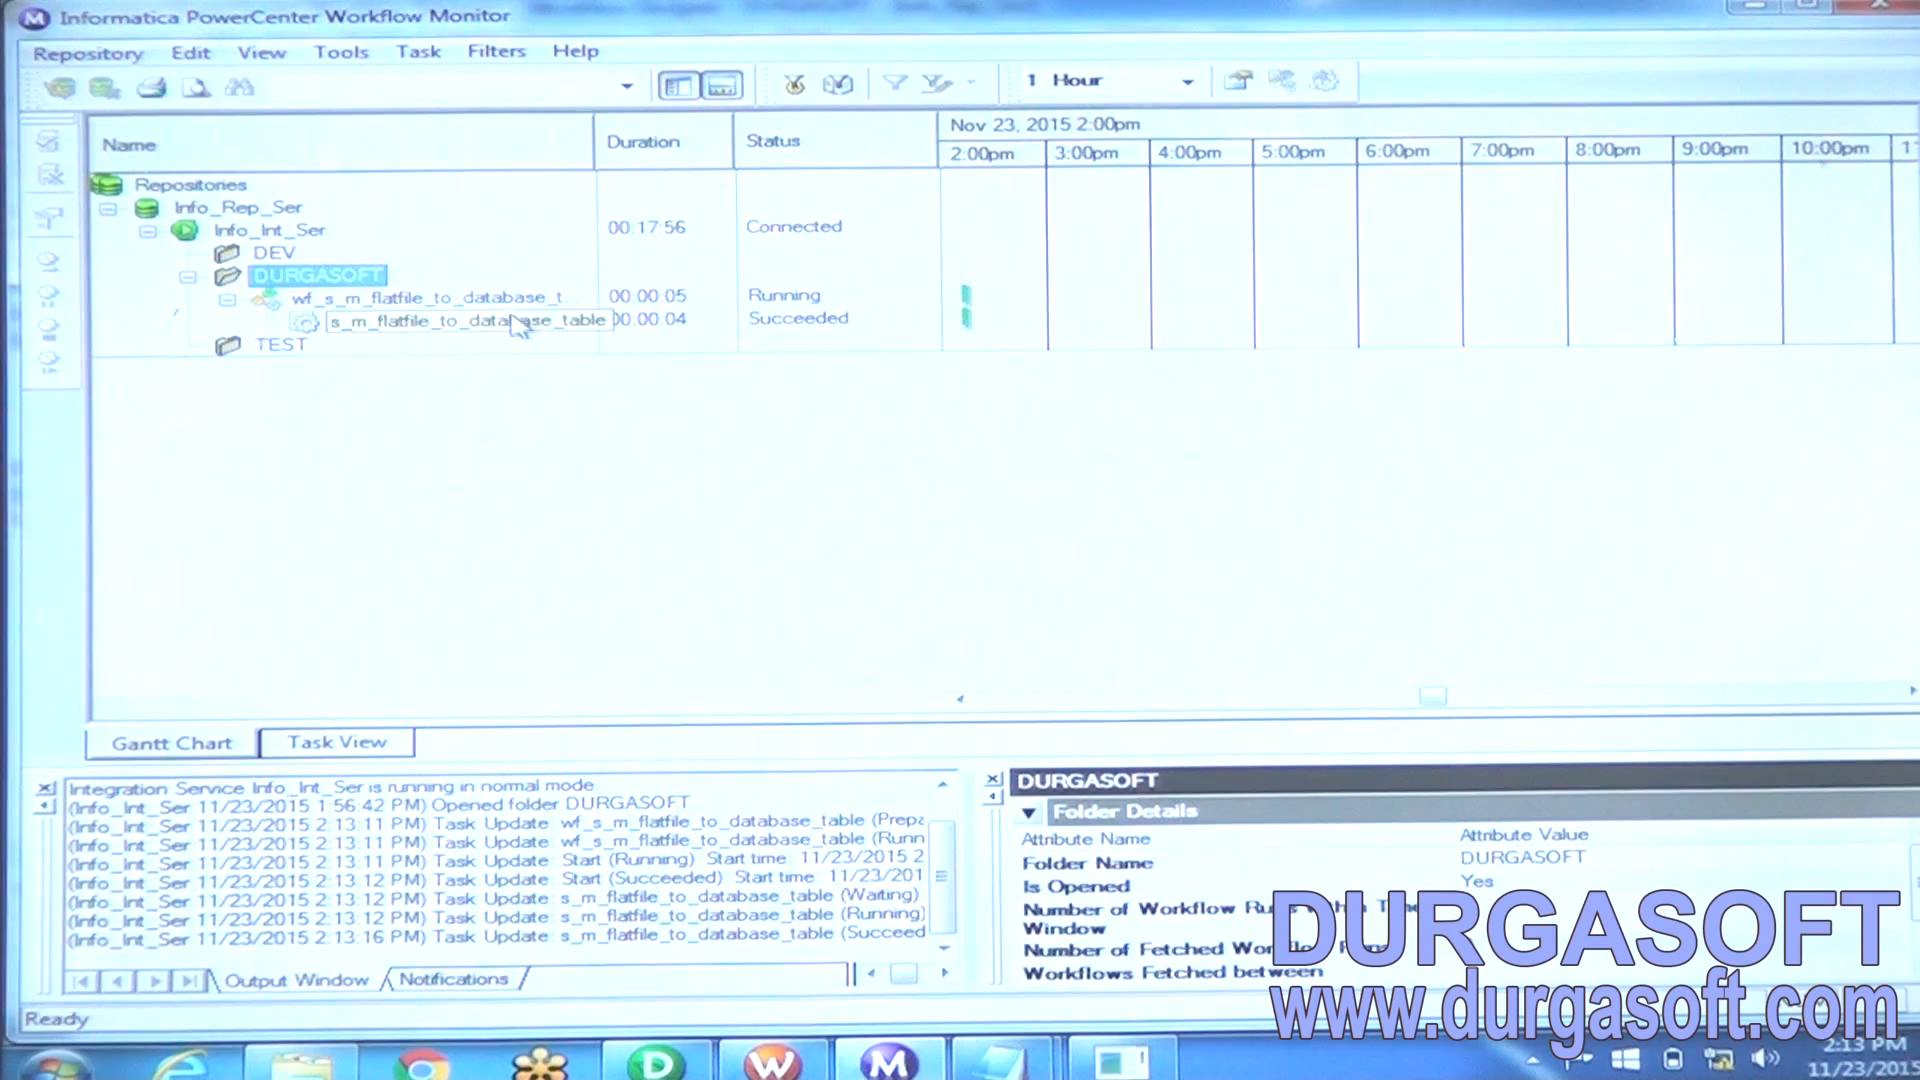 Informatica PowerCenter Workflow Monitor
Repository Edit View Tools Task Filters Help
1 Hour
Name Duration Status Nov 23, 2015 2:00pm
2:00pm 3:00pm 4:00pm 5:00pm 6:00pm 7:00pm 8:00pm 9:00pm 10:00pm 1
Repositories
Info_Rep_Ser
Info_Int_Ser 00:17:56 Connected
DEV
DURGASOFT
wf_s_m_flatfile_to_database_t 00:00:05 Running
s_m_flatfile_to_database_table 00:00:04 Succeeded
TEST
Gantt Chart Task View
Integration Service Info_Int_Ser is running in normal mode
(Info_Int_Ser 11/23/2015 1:56:42 PM) Opened folder DURGASOFT
(Info_Int_Ser 11/23/2015 2:13:11 PM) Task Update: wf_s_m_flatfile_to_database_table (Prepa
(Info_Int_Ser 11/23/2015 2:13:11 PM) Task Update: wf_s_m_flatfile_to_database_table (Runn
(Info_Int_Ser 11/23/2015 2:13:11 PM) Task Update: Start (Running) Start time: 11/23/2015 2
(Info_Int_Ser 11/23/2015 2:13:12 PM) Task Update: Start (Succeeded) Start time: 11/23/201
(Info_Int_Ser 11/23/2015 2:13:12 PM) Task Update: s_m_flatfile_to_database_table (Waiting)
(Info_Int_Ser 11/23/2015 2:13:12 PM) Task Update: s_m_flatfile_to_database_table (Running)
(Info_Int_Ser 11/23/2015 2:13:16 PM) Task Update: s_m_flatfile_to_database_table (Succeed
Output Window Notifications
DURGASOFT
Folder Details
Attribute Name Attribute Value
Folder Name DURGASOFT
Is Opened Yes
Number of Workflow Runs within Time
Window
Number of Fetched Workflow Runs
Workflows Fetched between
Ready
DURGASOFT
www.durgasoft.com
D W M
2:13 PM
11/23/2015